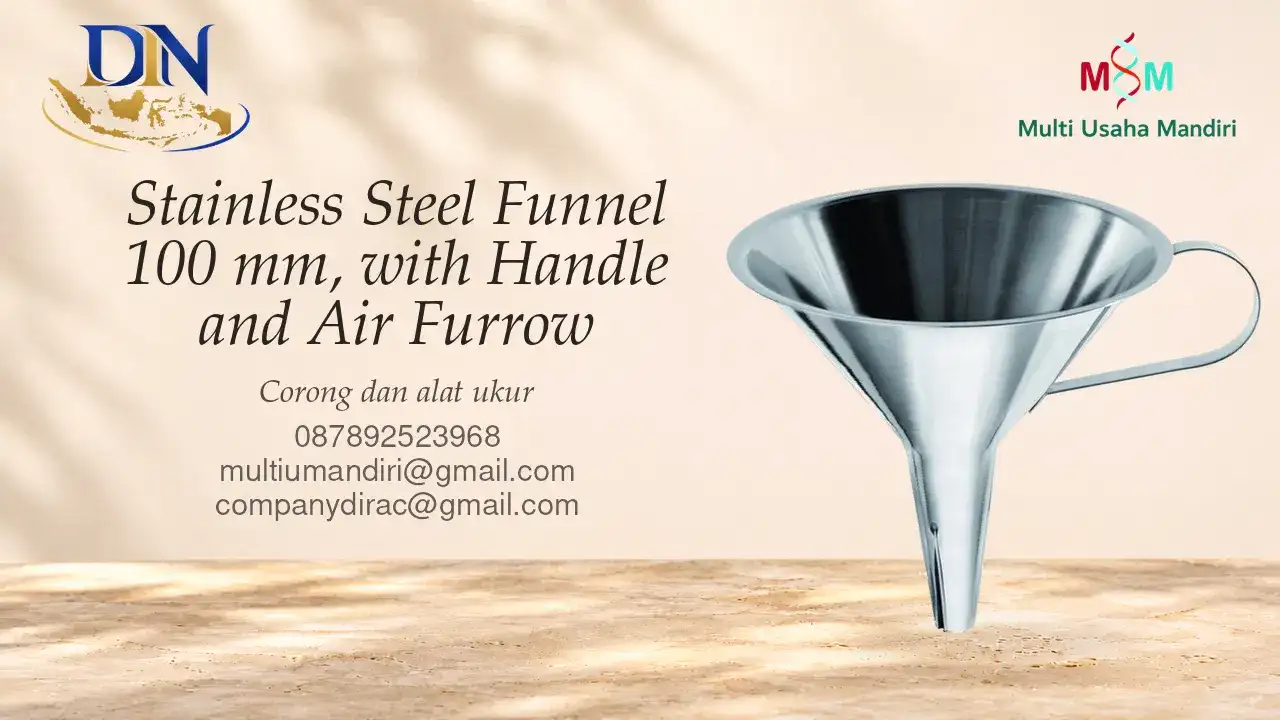 DN
M M
Multi Usaha Mandiri
Stainless Steel Funnel
100 mm, with Handle
and Air Furrow
Corong dan alat ukur
087892523968
multiumandiri@gmail.com
companydirac@gmail.com